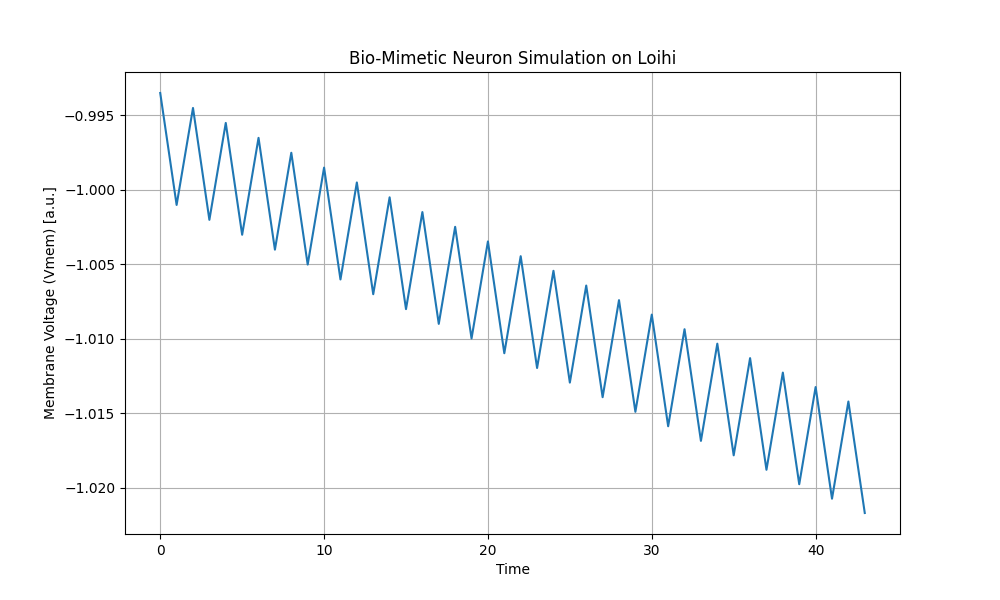 Bio-Mimetic Neuron Simulation on Loihi
Membrane Voltage (Vmem) [a.u.]
−0.995
−1.000
−1.005
−1.010
−1.015
−1.020
0 10 20 30 40
Time